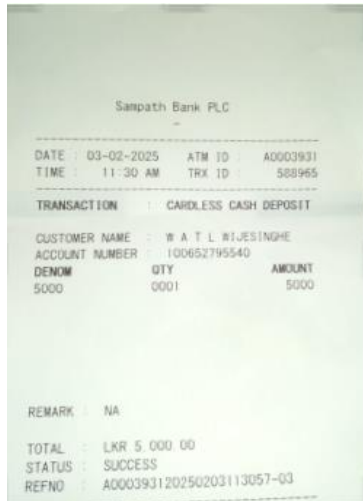 Sampath Bank PLC
-
DATE : 03-02-2025 ATM ID : A0003931
TIME : 11:30 AM TRX ID : 588965
TRANSACTION : CARDLESS CASH DEPOSIT
CUSTOMER NAME : W A T L WIJESINGHE
ACCOUNT NUMBER : 100652795540
DENOM QTY AMOUNT
5000 0001 5000
REMARK : NA
TOTAL : LKR 5,000.00
STATUS : SUCCESS
REFNO : A000393120250203113057-03